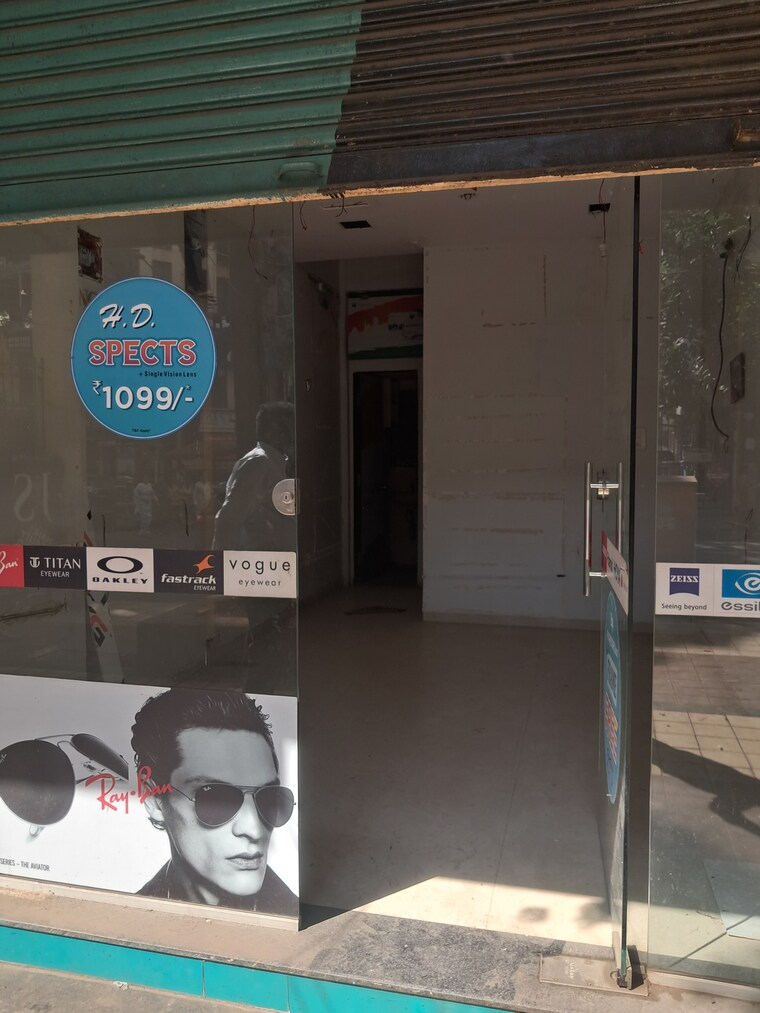 H.D.
SPECTS
+ Single Vision Lens
₹1099/-
Ban
TITAN
EYEWEAR
OAKLEY
fastrack
EYEWEAR
vogue
eyewear
ZEISS
Seeing beyond
essil
Ray-Ban
SERIES – THE AVIATOR